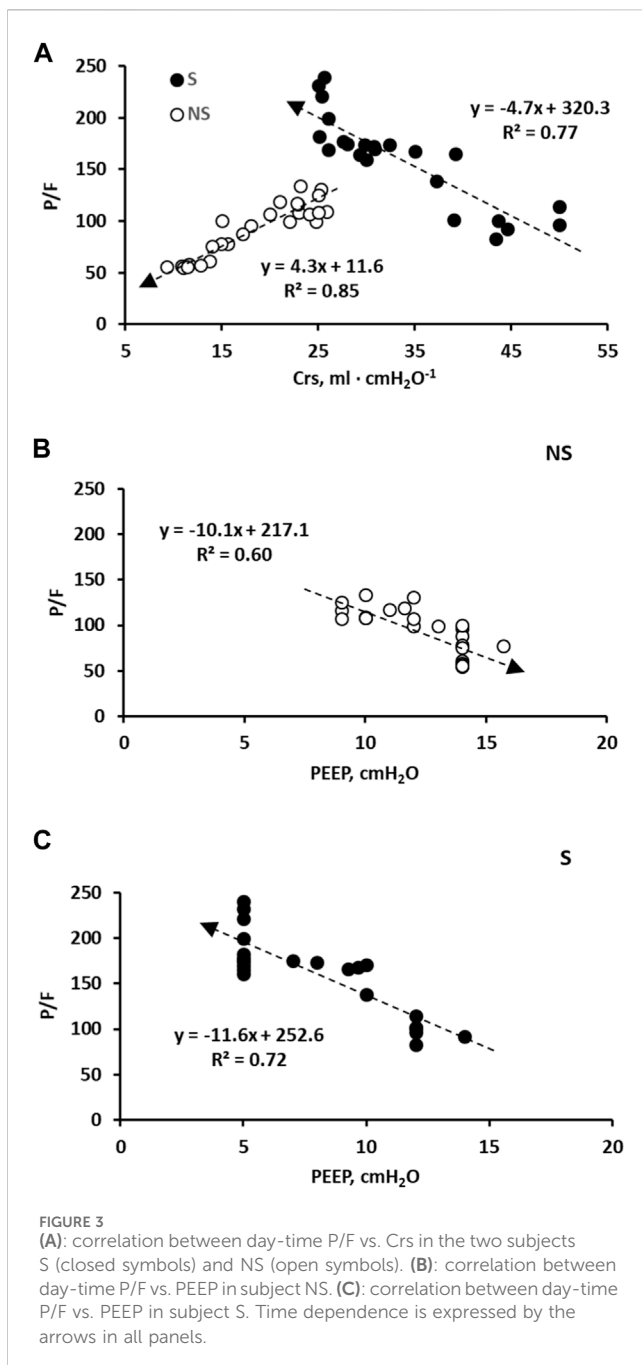 A
250
200
150
100
50
0
P/F
S
NS
y = -4.7x + 320.3
R² = 0.77
y = 4.3x + 11.6
R² = 0.85
5 15 25 35 45 55
Crs, ml · cmH₂O⁻¹
B
NS
250
200
150
100
50
0
P/F
y = -10.1x + 217.1
R² = 0.60
0 5 10 15 20
PEEP, cmH₂O
C
S
250
200
150
100
50
0
P/F
y = -11.6x + 252.6
R² = 0.72
0 5 10 15 20
PEEP, cmH₂O
FIGURE 3
(A): correlation between day-time P/F vs. Crs in the two subjects
S (closed symbols) and NS (open symbols). (B): correlation between
day-time P/F vs. PEEP in subject NS. (C): correlation between day-time
P/F vs. PEEP in subject S. Time dependence is expressed by the
arrows in all panels.